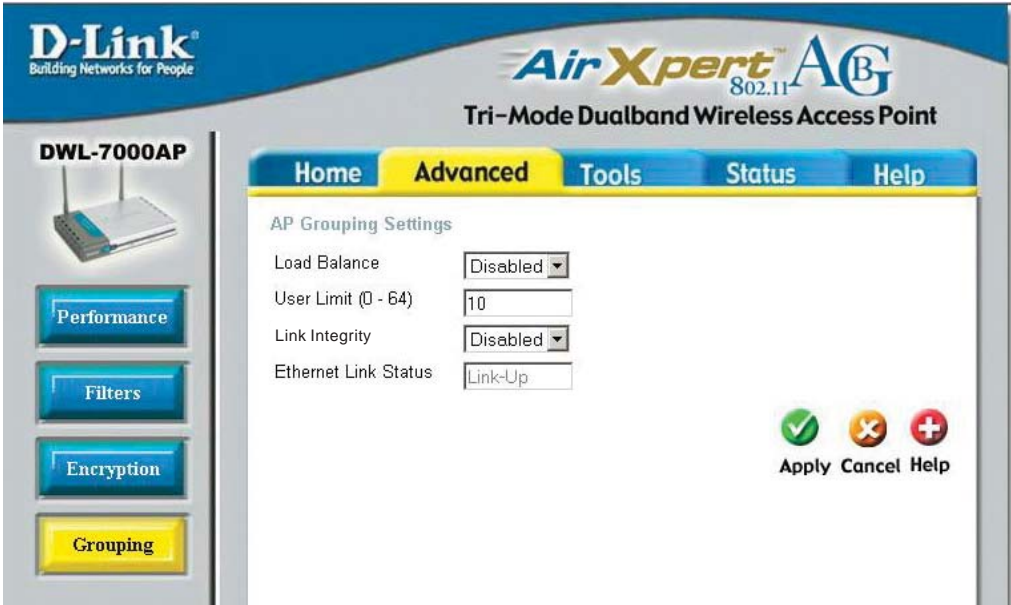 D-Link®
Building Networks for People
Air Xpert™ 802.11 ABG
Tri-Mode Dualband Wireless Access Point
DWL-7000AP
Home Advanced Tools Status Help
AP Grouping Settings
Load Balance Disabled
User Limit (0 - 64) 10
Link Integrity Disabled
Ethernet Link Status Link-Up
Performance
Filters
Encryption
Grouping
Apply Cancel Help